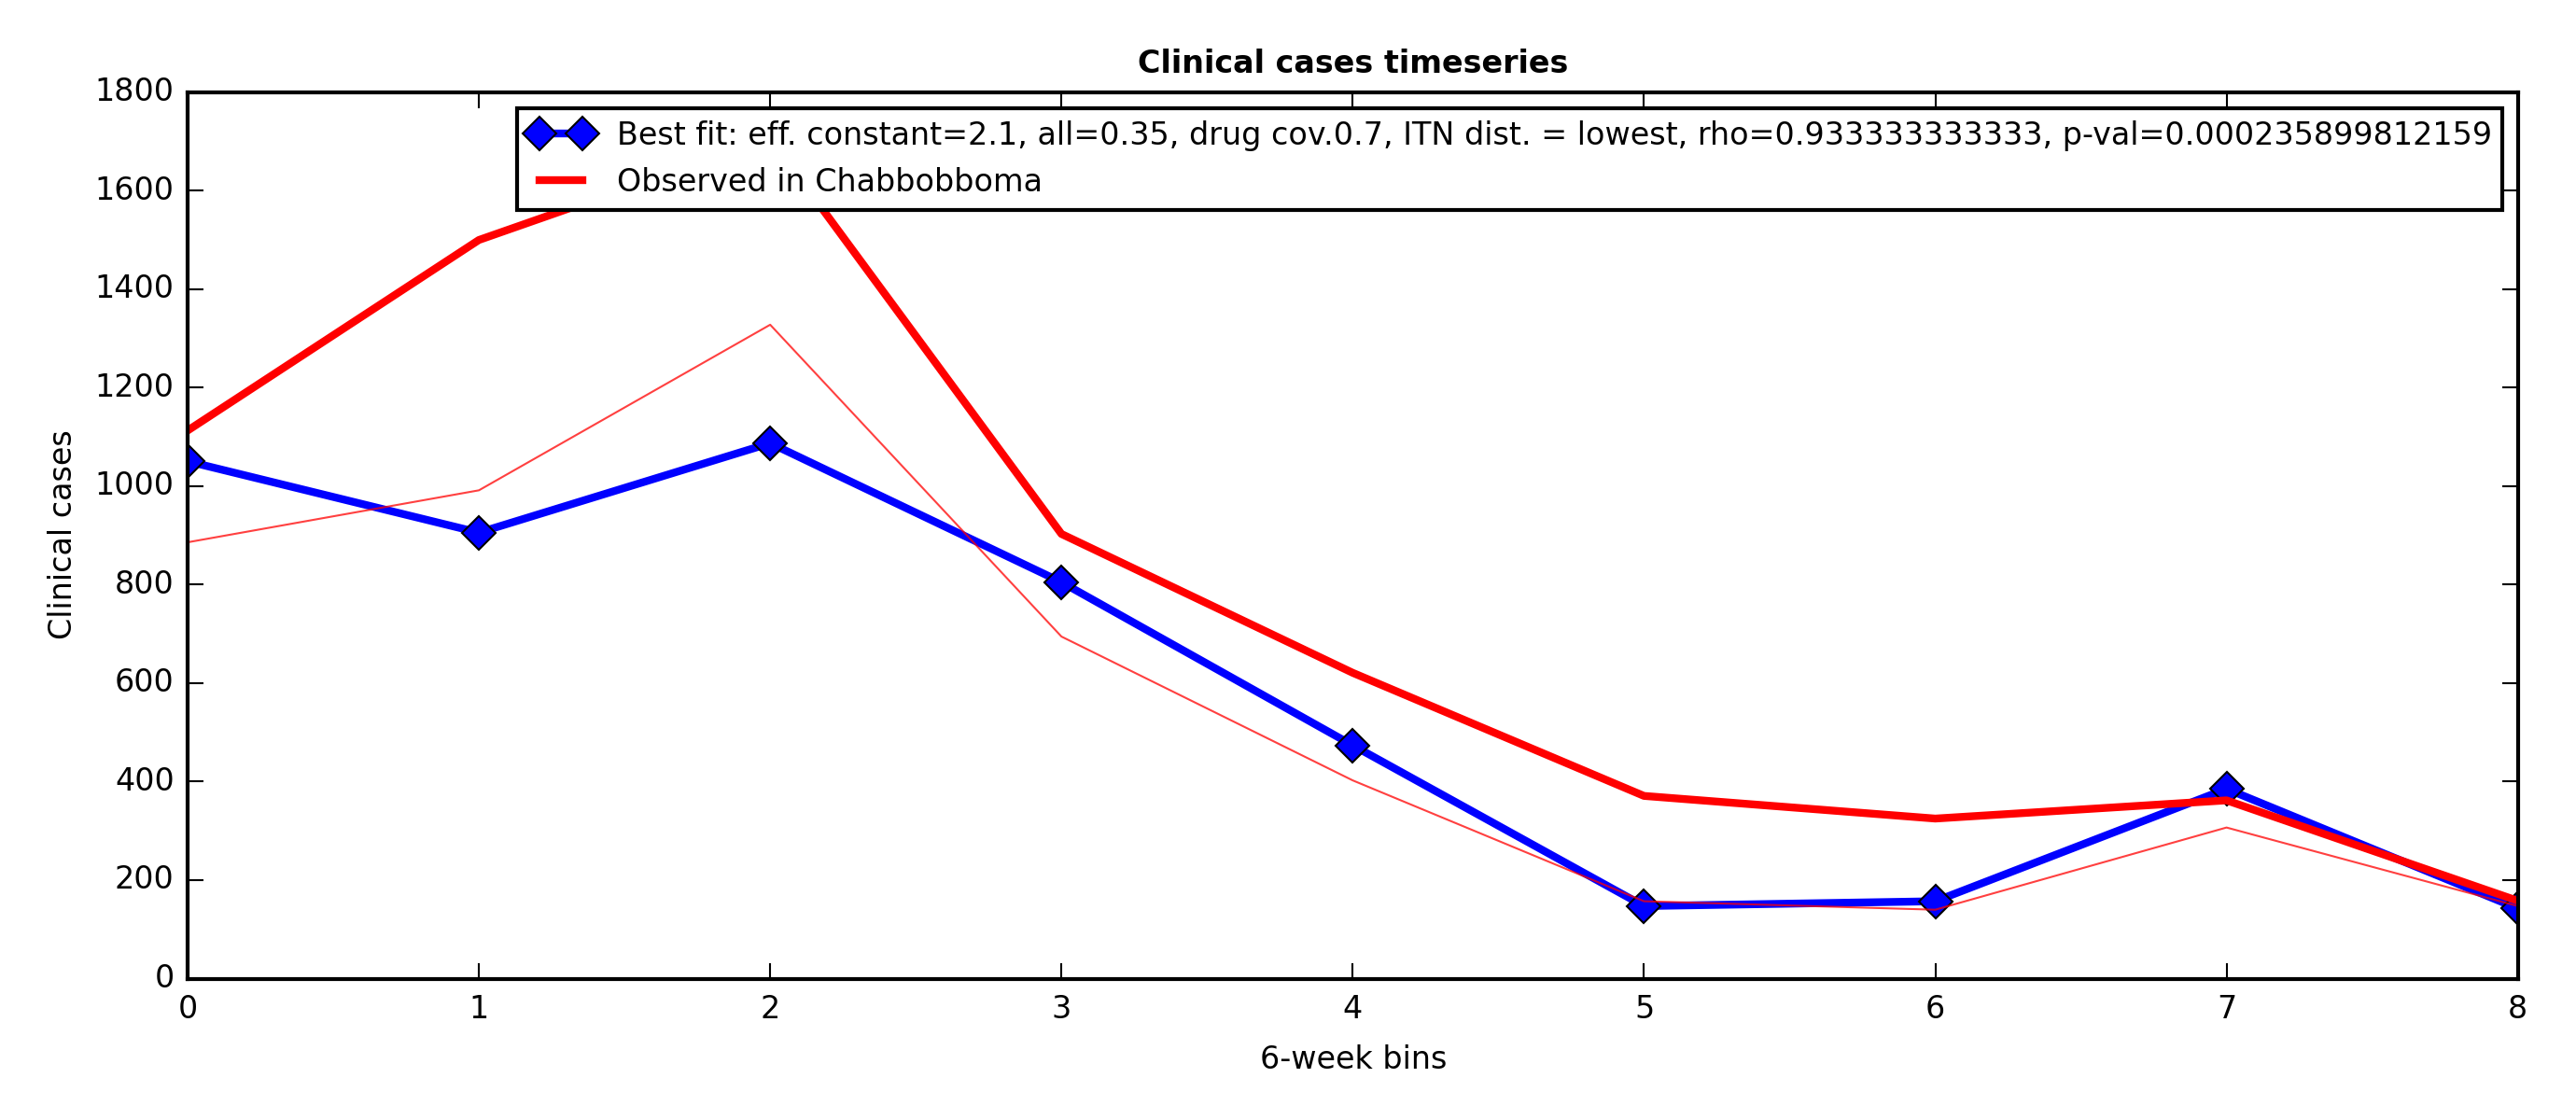 Clinical cases timeseries
1800
1600
1400
1200
1000
800
600
400
200
0
Clinical cases
Best fit: eff. constant=2.1, all=0.35, drug cov.0.7, ITN dist. = lowest, rho=0.933333333333, p-val=0.000235899812159
Observed in Chabbobboma
0 1 2 3 4 5 6 7 8
6-week bins